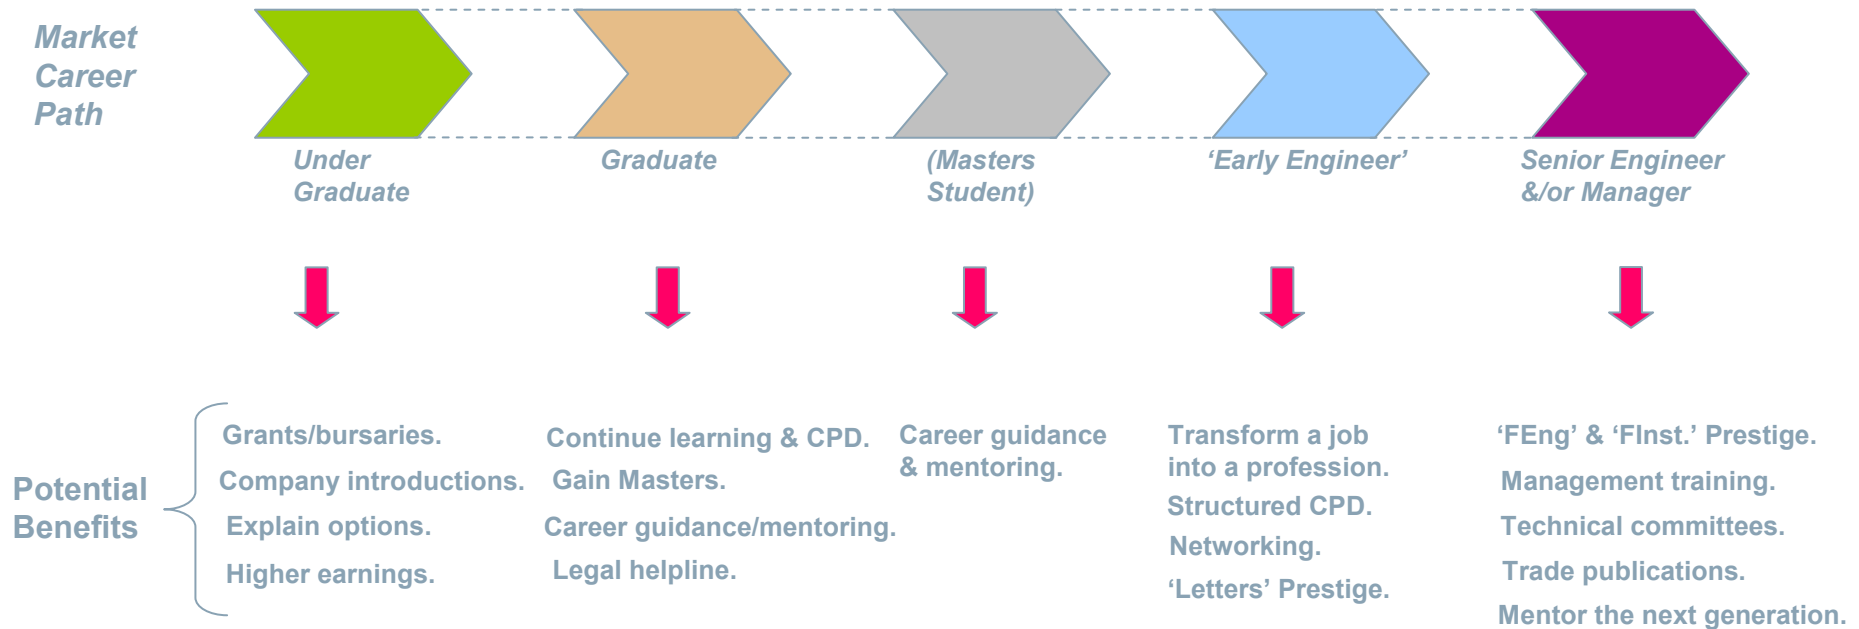 Market
Career
Path
Under
Graduate
Graduate
(Masters
Student)
‘Early Engineer’
Senior Engineer
&/or Manager
Potential
Benefits
Grants/bursaries.
Company introductions.
Explain options.
Higher earnings.
Continue learning & CPD.
Gain Masters.
Career guidance/mentoring.
Legal helpline.
Career guidance
& mentoring.
Transform a job
into a profession.
Structured CPD.
Networking.
‘Letters’ Prestige.
‘FEng’ & ‘FInst.’ Prestige.
Management training.
Technical committees.
Trade publications.
Mentor the next generation.